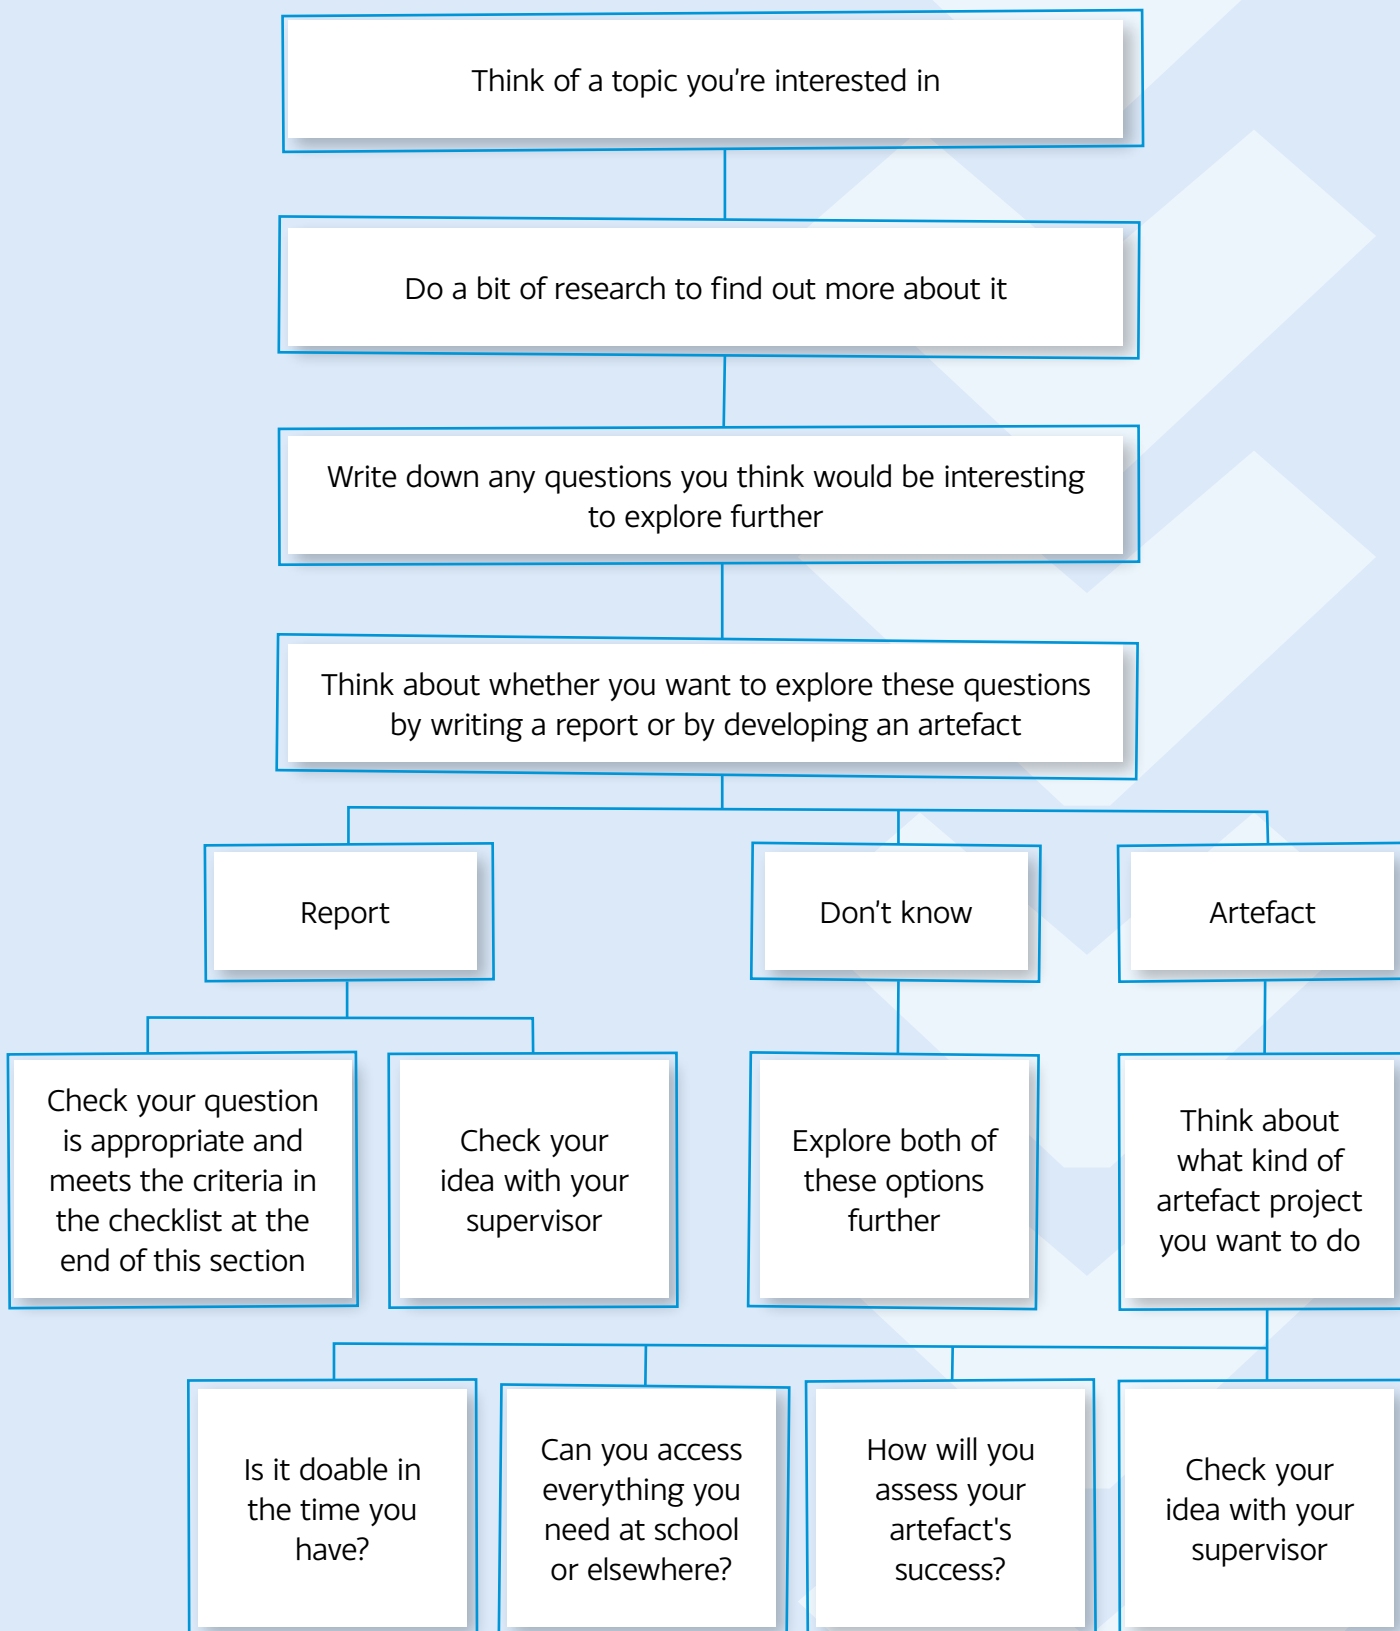 Think of a topic you're interested in
Do a bit of research to find out more about it
Write down any questions you think would be interesting
to explore further
Think about whether you want to explore these questions
by writing a report or by developing an artefact
Report
Don't know
Artefact
Check your question
is appropriate and
meets the criteria in
the checklist at the
end of this section
Check your
idea with your
supervisor
Explore both of
these options
further
Think about
what kind of
artefact project
you want to do
Is it doable in
the time you
have?
Can you access
everything you
need at school
or elsewhere?
How will you
assess your
artefact's
success?
Check your
idea with your
supervisor